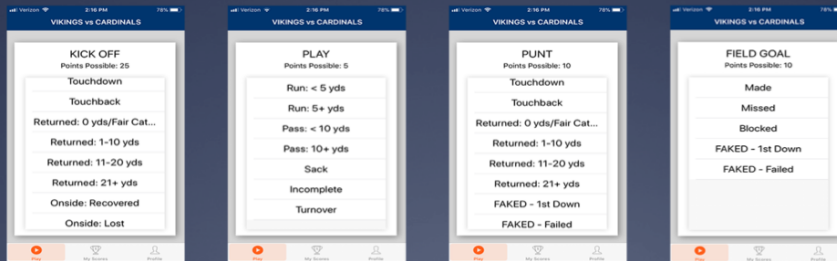 Verizon 2:16 PM 79%
VIKINGS vs CARDINALS
KICK OFF
Points Possible: 25
Touchdown
Touchback
Returned: 0 yds/Fair Cat...
Returned: 1-10 yds
Returned: 11-20 yds
Returned: 21+ yds
Onside: Recovered
Onside: Lost
Play My Scores Profile
Verizon 2:16 PM 79%
VIKINGS vs CARDINALS
PLAY
Points Possible: 5
Run: < 5 yds
Run: 5+ yds
Pass: < 10 yds
Pass: 10+ yds
Sack
Incomplete
Turnover
Play My Scores Profile
Verizon 2:16 PM 79%
VIKINGS vs CARDINALS
PUNT
Points Possible: 10
Touchdown
Touchback
Returned: 0 yds/Fair Cat...
Returned: 1-10 yds
Returned: 11-20 yds
Returned: 21+ yds
FAKED - 1st Down
FAKED - Failed
Play My Scores Profile
Verizon 2:16 PM 79%
VIKINGS vs CARDINALS
FIELD GOAL
Points Possible: 10
Made
Missed
Blocked
FAKED - 1st Down
FAKED - Failed
Play My Scores Profile